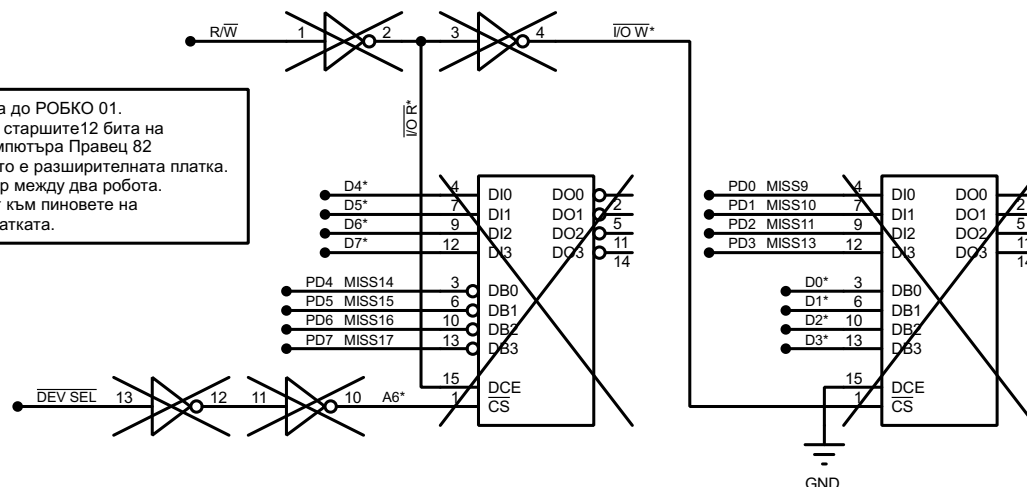 R/W 1 2 3 4 I/O W*
а до РОБКО 01.
старшите12 бита на
мпютъра Правец 82
то е разширителната платка.
р между два робота.
към пиновете на
атката.
I/O R*
D4* 4 DI0 DO0
D5* 7 DI1 DO1 2
D6* 9 DI2 DO2 5
D7* 12 DI3 DO3 11
14
PD4 MISS14 3 DB0
PD5 MISS15 6 DB1
PD6 MISS16 10 DB2
PD7 MISS17 13 DB3
15 DCE
1 CS
DEV SEL 13 12 11 10 A6*
PD0 MISS9 4 DI0 DO0
PD1 MISS10 7 DI1 DO1 2
PD2 MISS11 9 DI2 DO2 5
PD3 MISS13 12 DI3 DO3 11
14
D0* 3 DB0
D1* 6 DB1
D2* 10 DB2
D3* 13 DB3
15 DCE
1 CS
GND